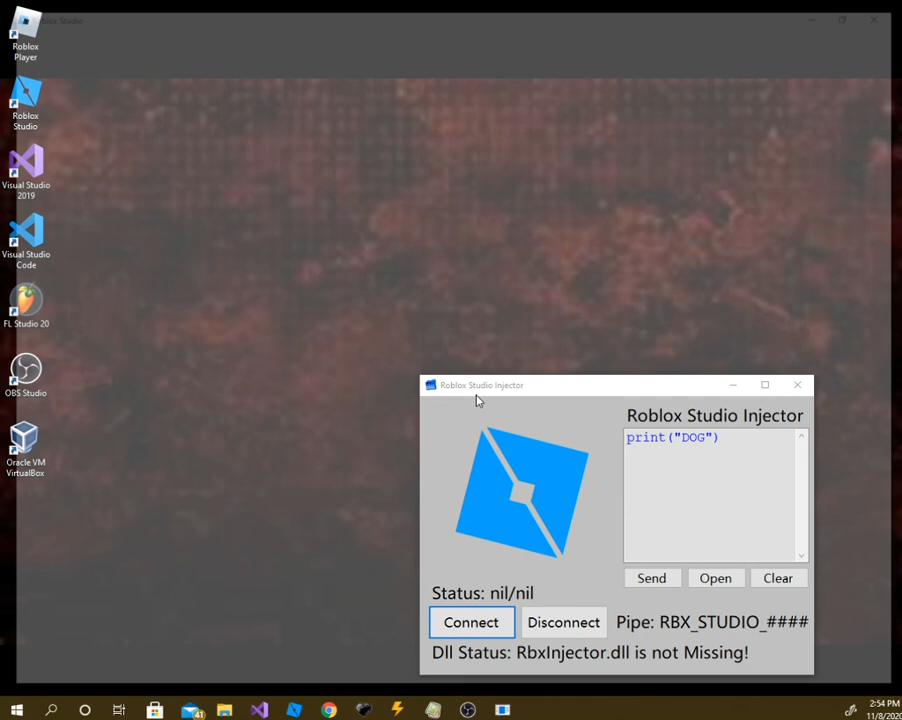 Roblox Studio
Roblox
Player
Roblox
Studio
Visual Studio
2019
Visual Studio
Code
FL Studio 20
OBS Studio
Oracle VM
VirtualBox
Roblox Studio Injector
Roblox Studio Injector
print("DOG")
Send
Open
Clear
Status: nil/nil
Connect
Disconnect
Pipe: RBX_STUDIO_####
Dll Status: RbxInjector.dll is not Missing!
41
2:54 PM
11/8/202